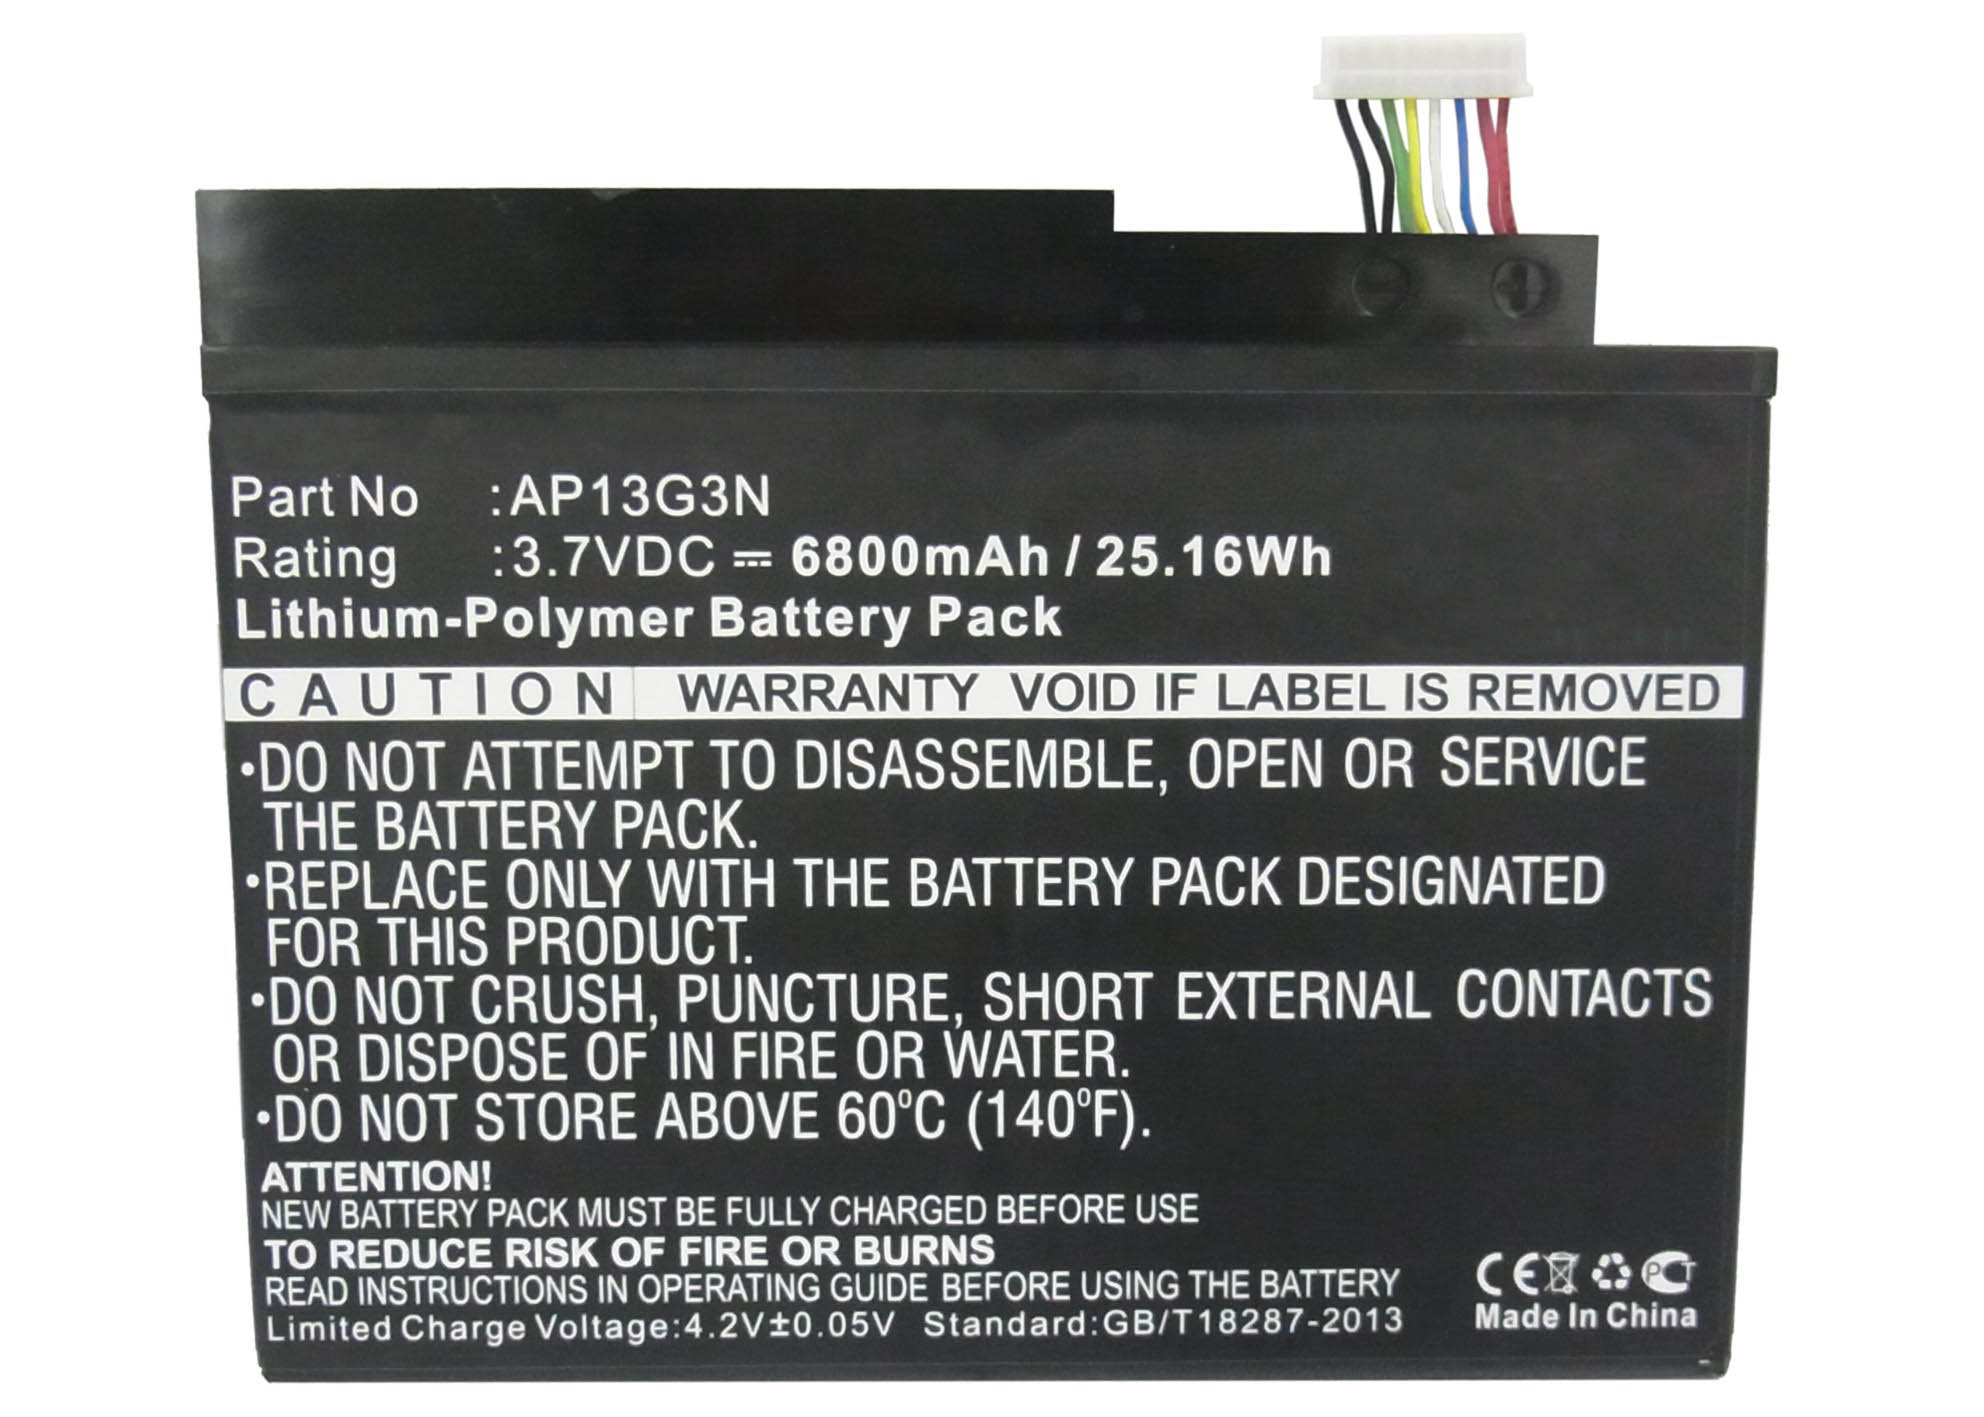 Part No :AP13G3N
Rating :3.7VDC ⎓ 6800mAh / 25.16Wh
Lithium-Polymer Battery Pack
CAUTION WARRANTY VOID IF LABEL IS REMOVED
•DO NOT ATTEMPT TO DISASSEMBLE, OPEN OR SERVICE
THE BATTERY PACK.
•REPLACE ONLY WITH THE BATTERY PACK DESIGNATED
FOR THIS PRODUCT.
•DO NOT CRUSH, PUNCTURE, SHORT EXTERNAL CONTACTS
OR DISPOSE OF IN FIRE OR WATER.
•DO NOT STORE ABOVE 60°C (140°F).
ATTENTION!
NEW BATTERY PACK MUST BE FULLY CHARGED BEFORE USE
TO REDUCE RISK OF FIRE OR BURNS
READ INSTRUCTIONS IN OPERATING GUIDE BEFORE USING THE BATTERY
Limited Charge Voltage:4.2V±0.05V Standard:GB/T18287-2013
CE PCT
Made In China